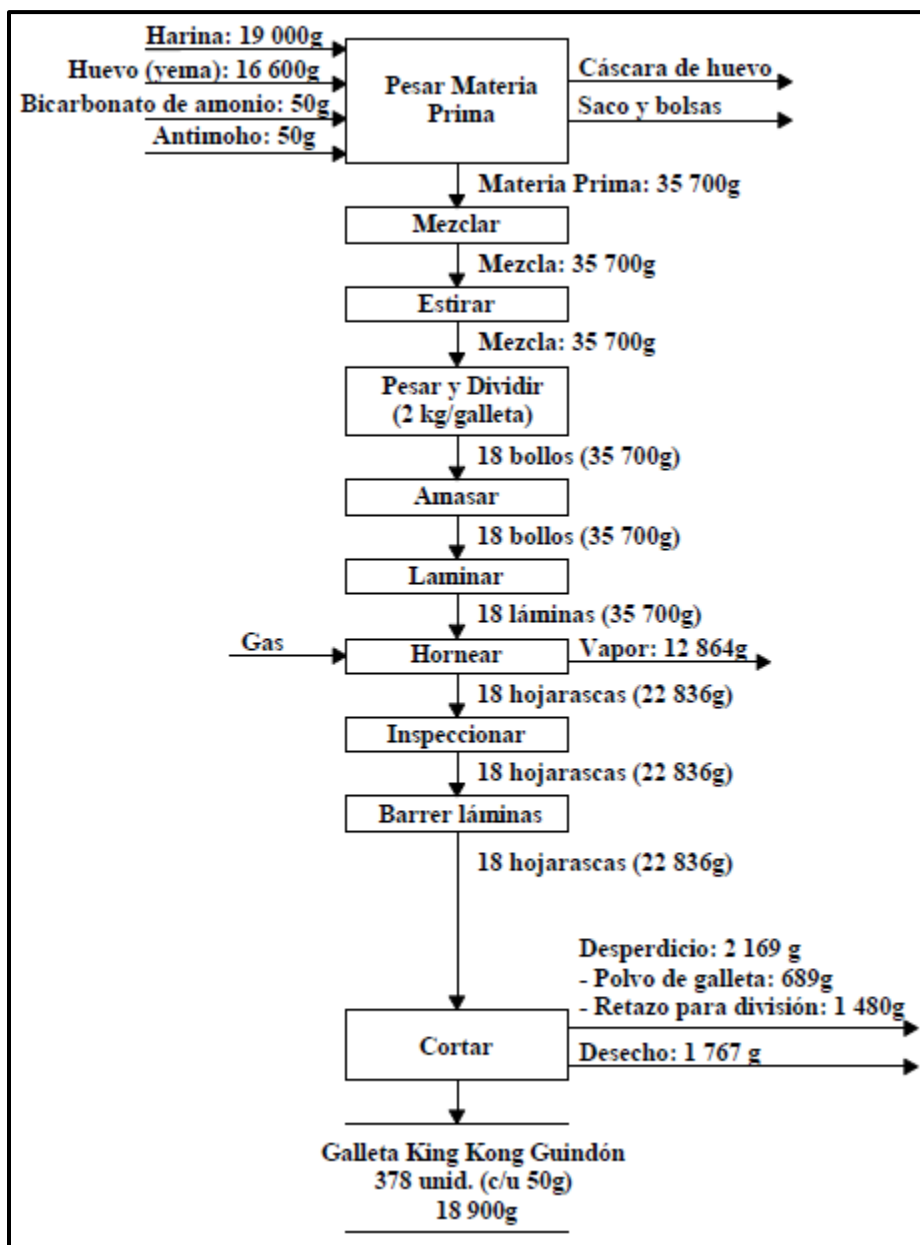 Harina: 19 000g
Huevo (yema): 16 600g
Bicarbonato de amonio: 50g
Antimoho: 50g
Pesar Materia
Prima
Cáscara de huevo
Saco y bolsas
Materia Prima: 35 700g
Mezclar
Mezcla: 35 700g
Estirar
Mezcla: 35 700g
Pesar y Dividir
(2 kg/galleta)
18 bollos (35 700g)
Amasar
18 bollos (35 700g)
Laminar
18 láminas (35 700g)
Gas
Hornear
Vapor: 12 864g
18 hojarascas (22 836g)
Inspeccionar
18 hojarascas (22 836g)
Barrer láminas
18 hojarascas (22 836g)
Desperdicio: 2 169 g
- Polvo de galleta: 689g
- Retazo para división: 1 480g
Cortar
Desecho: 1 767 g
Galleta King Kong Guindón
378 unid. (c/u 50g)
18 900g